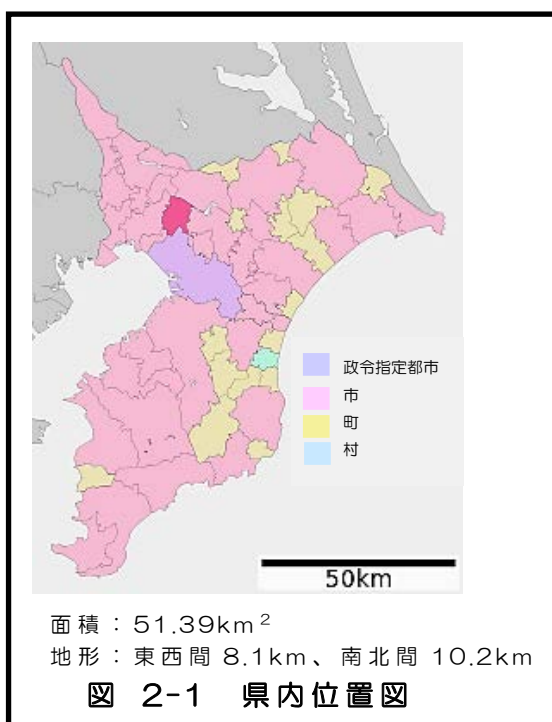 政令指定都市
市
町
村
50km
面積：51.39km²
地形：東西間 8.1km、南北間 10.2km
図 2-1 県内位置図